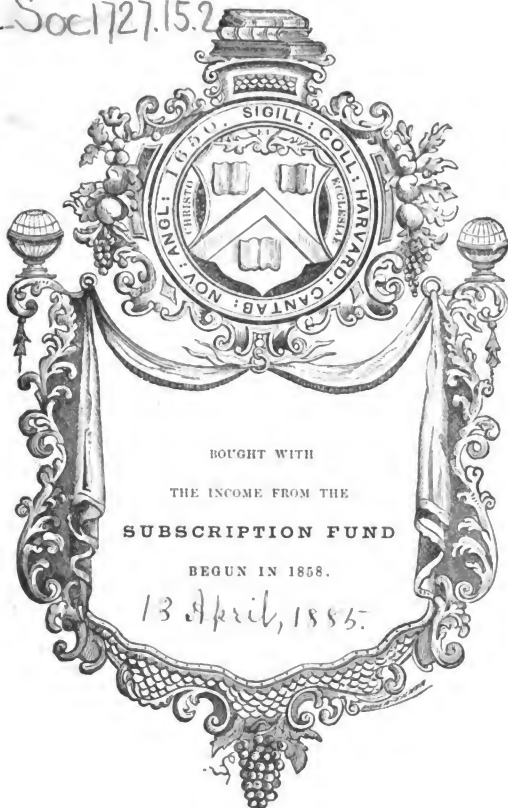 Soc1727.15.2
SIGILL: COLL: HARVARD: CANTAB: NOV: ANGL: 1650.
ET
CHRISTO
ECCLESIAE
BOUGHT WITH
THE INCOME FROM THE
SUBSCRIPTION FUND
BEGUN IN 1858.
13 April, 1885.